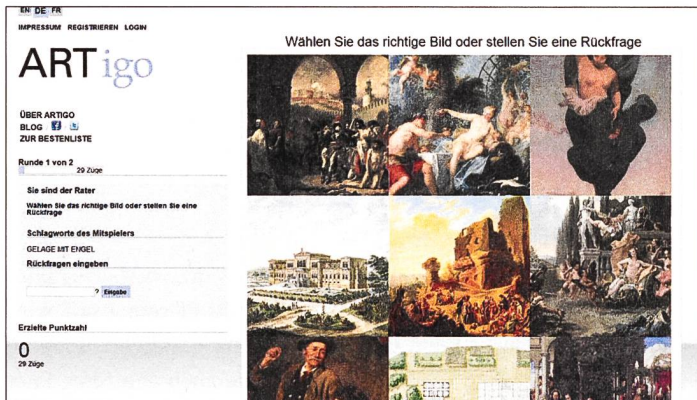 EN DE FR
IMPRESSUM REGISTRIEREN LOGIN
ARTigo
ÜBER ARTIGO
BLOG
ZUR BESTENLISTE
Runde 1 von 2
29 Züge
Sie sind der Rater
Wählen Sie das richtige Bild oder stellen Sie eine
Rückfrage
Schlagworte des Mitspielers
GELAGE MIT ENGEL
Rückfragen eingeben
? Eingabe
Erzielte Punktzahl
0
29 Züge
Wählen Sie das richtige Bild oder stellen Sie eine Rückfrage